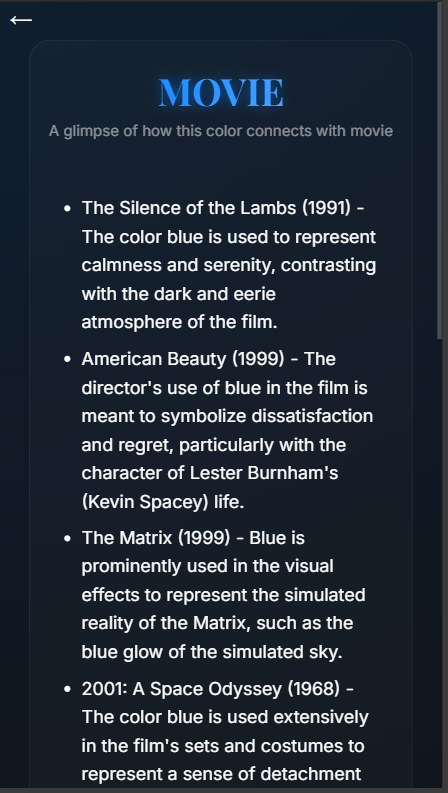 ←
MOVIE
A glimpse of how this color connects with movie
• The Silence of the Lambs (1991) -
The color blue is used to represent
calmness and serenity, contrasting
with the dark and eerie
atmosphere of the film.
• American Beauty (1999) - The
director's use of blue in the film is
meant to symbolize dissatisfaction
and regret, particularly with the
character of Lester Burnham's
(Kevin Spacey) life.
• The Matrix (1999) - Blue is
prominently used in the visual
effects to represent the simulated
reality of the Matrix, such as the
blue glow of the simulated sky.
• 2001: A Space Odyssey (1968) -
The color blue is used extensively
in the film's sets and costumes to
represent a sense of detachment